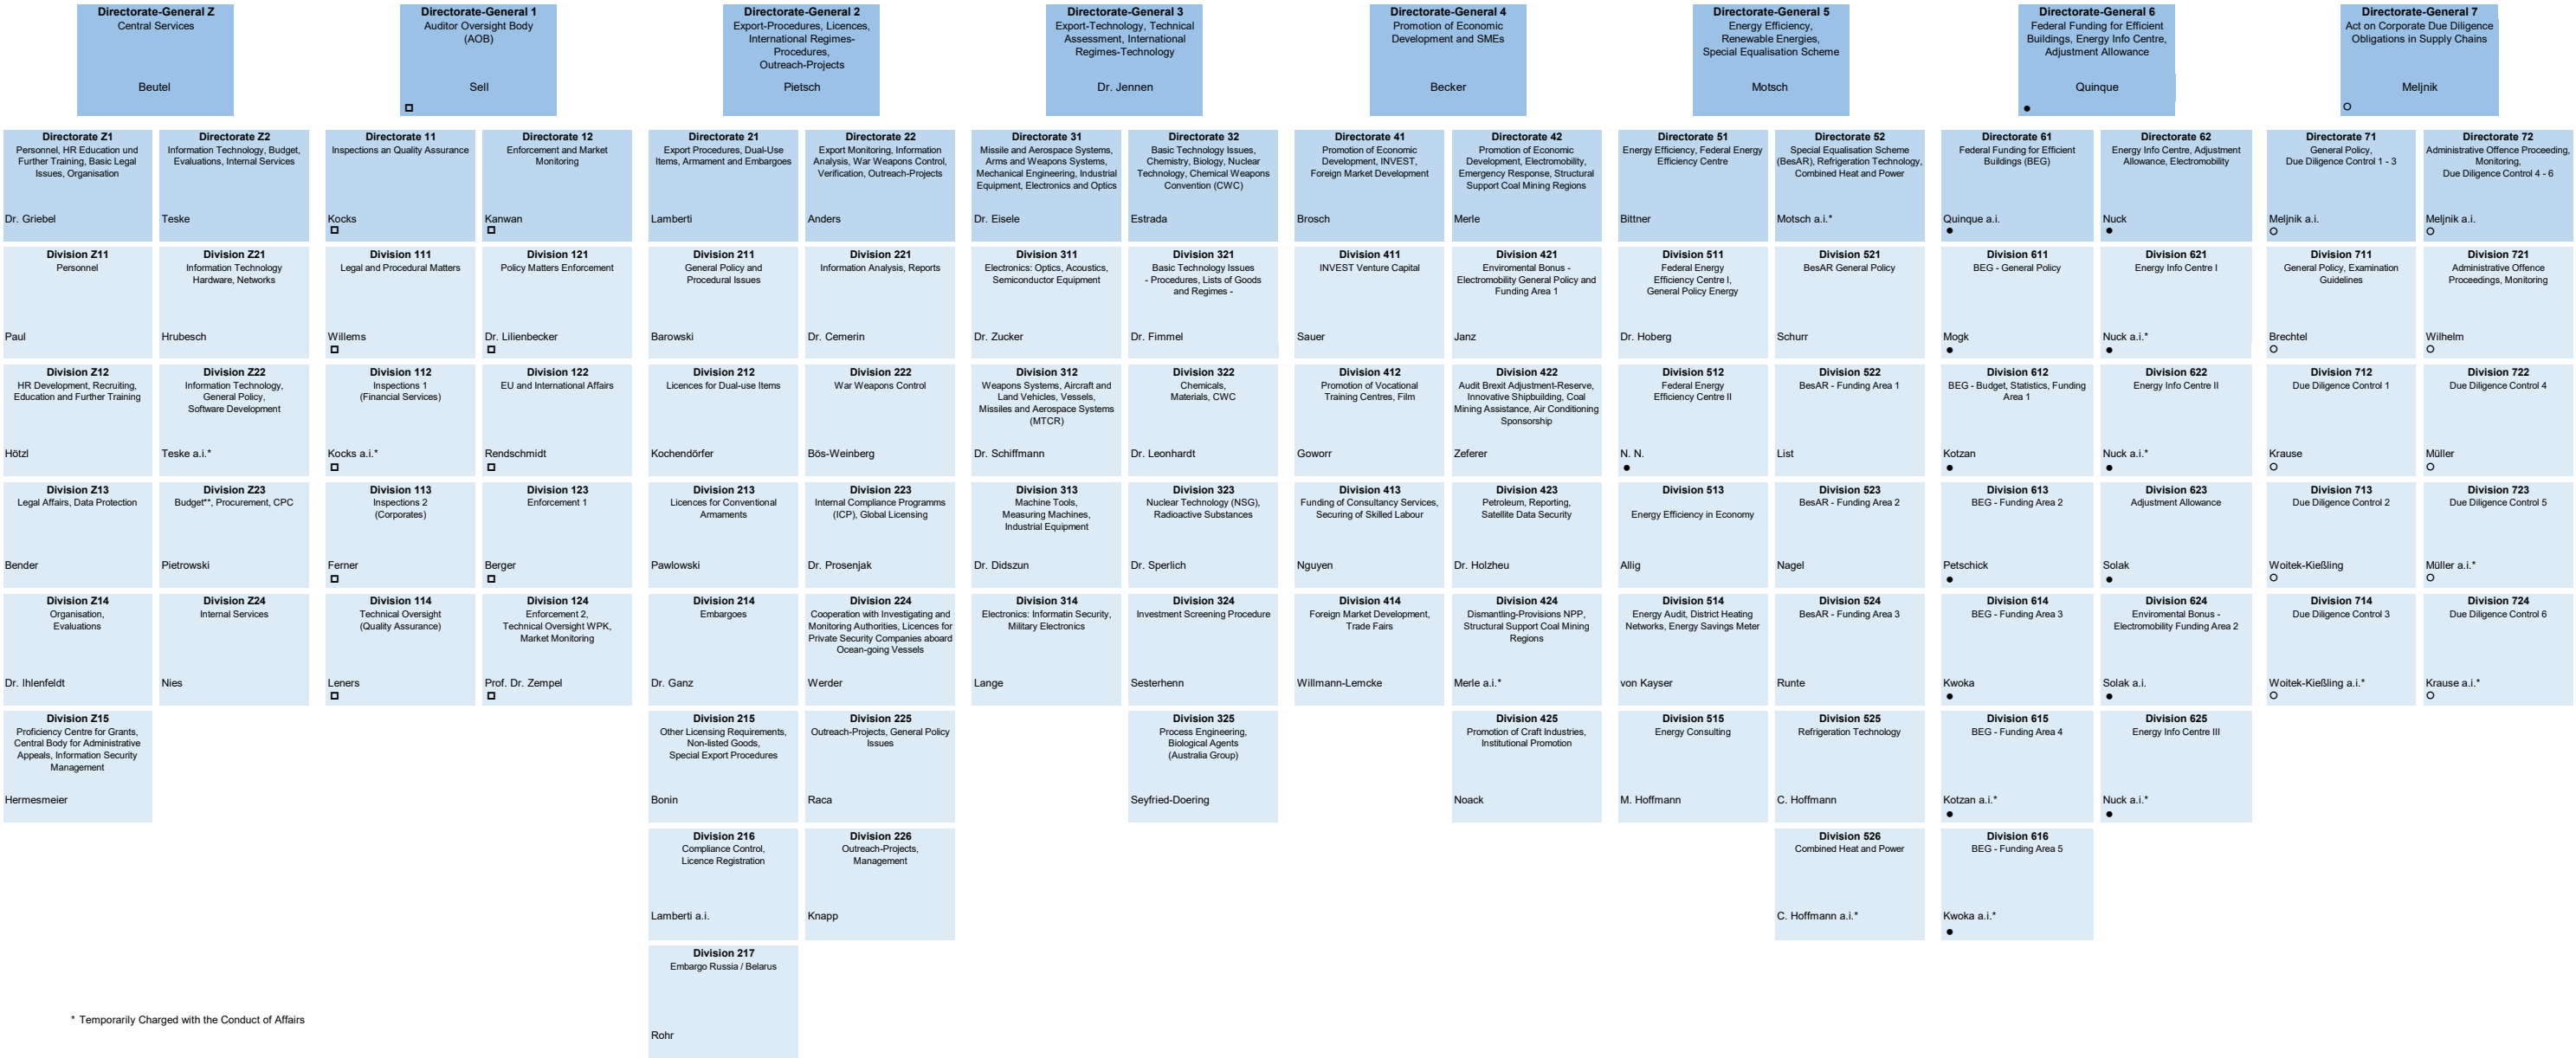 Directorate-General Z
Central Services
Beutel
Directorate-General 1
Auditor Oversight Body
(AOB)
Sell
Directorate-General 2
Export-Procedures, Licences,
International Regimes-
Procedures,
Outreach-Projects
Pietsch
Directorate-General 3
Export-Technology, Technical
Assessment, International
Regimes-Technology
Dr. Jennen
Directorate-General 4
Promotion of Economic
Development and SMEs
Becker
Directorate-General 5
Energy Efficiency,
Renewable Energies,
Special Equalisation Scheme
Motsch
Directorate-General 6
Federal Funding for Efficient
Buildings, Energy Info Centre,
Adjustment Allowance
Quinque
Directorate-General 7
Act on Corporate Due Diligence
Obligations in Supply Chains
Meljnik
Directorate Z1
Personnel, HR Education und
Further Training, Basic Legal
Issues, Organisation
Dr. Griebel
Directorate Z2
Information Technology, Budget,
Evaluations, Internal Services
Teske
Directorate 11
Inspections an Quality Assurance
Kocks
Directorate 12
Enforcement and Market
Monitoring
Kanwan
Directorate 21
Export Procedures, Dual-Use
Items, Armament and Embargoes
Lamberti
Directorate 22
Export Monitoring, Information
Analysis, War Weapons Control,
Verification, Outreach-Projects
Anders
Directorate 31
Missile and Aerospace Systems,
Arms and Weapons Systems,
Mechanical Engineering, Industrial
Equipment, Electronics and Optics
Dr. Eisele
Directorate 32
Basic Technology Issues,
Chemistry, Biology, Nuclear
Technology, Chemical Weapons
Convention (CWC)
Estrada
Directorate 41
Promotion of Economic
Development, INVEST,
Foreign Market Development
Brosch
Directorate 42
Promotion of Economic
Development, Electromobility,
Emergency Response, Structural
Support Coal Mining Regions
Merle
Directorate 51
Energy Efficiency, Federal Energy
Efficiency Centre
Bittner
Directorate 52
Special Equalisation Scheme
(BesAR), Refrigeration Technology,
Combined Heat and Power
Motsch a.i.*
Directorate 61
Federal Funding for Efficient
Buildings (BEG)
Quinque a.i.
Directorate 62
Energy Info Centre, Adjustment
Allowance, Electromobility
Nuck
Directorate 71
General Policy,
Due Diligence Control 1 - 3
Meljnik a.i.
Directorate 72
Administrative Offence Proceeding,
Monitoring,
Due Diligence Control 4 - 6
Meljnik a.i.
Division Z11
Personnel
Paul
Division Z21
Information Technology
Hardware, Networks
Hrubesch
Division 111
Legal and Procedural Matters
Willems
Division 121
Policy Matters Enforcement
Dr. Lilienbecker
Division 211
General Policy and
Procedural Issues
Barowski
Division 221
Information Analysis, Reports
Dr. Cemerin
Division 311
Electronics: Optics, Acoustics,
Semiconductor Equipment
Dr. Zucker
Division 321
Basic Technology Issues
- Procedures, Lists of Goods
and Regimes -
Dr. Fimmel
Division 411
INVEST Venture Capital
Sauer
Division 421
Enviromental Bonus -
Electromobility General Policy and
Funding Area 1
Janz
Division 511
Federal Energy
Efficiency Centre I,
General Policy Energy
Dr. Hoberg
Division 521
BesAR General Policy
Schurr
Division 611
BEG - General Policy
Mogk
Division 621
Energy Info Centre I
Nuck a.i.*
Division 711
General Policy, Examination
Guidelines
Brechtel
Division 721
Administrative Offence
Proceedings, Monitoring
Wilhelm
Division Z12
HR Development, Recruiting,
Education and Further Training
Hötzl
Division Z22
Information Technology,
General Policy,
Software Development
Teske a.i.*
Division 112
Inspections 1
(Financial Services)
Kocks a.i.*
Division 122
EU and International Affairs
Rendschmidt
Division 212
Licences for Dual-use Items
Kochendörfer
Division 222
War Weapons Control
Bös-Weinberg
Division 312
Weapons Systems, Aircraft and
Land Vehicles, Vessels,
Missiles and Aerospace Systems
(MTCR)
Dr. Schiffmann
Division 322
Chemicals,
Materials, CWC
Dr. Leonhardt
Division 412
Promotion of Vocational
Training Centres, Film
Goworr
Division 422
Audit Brexit Adjustment-Reserve,
Innovative Shipbuilding, Coal
Mining Assistance, Air Conditioning
Sponsorship
Zeferer
Division 512
Federal Energy
Efficiency Centre II
N. N.
Division 522
BesAR - Funding Area 1
List
Division 612
BEG - Budget, Statistics, Funding
Area 1
Kotzan
Division 622
Energy Info Centre II
Nuck a.i.*
Division 712
Due Diligence Control 1
Krause
Division 722
Due Diligence Control 4
Müller
Division Z13
Legal Affairs, Data Protection
Bender
Division Z23
Budget**, Procurement, CPC
Pietrowski
Division 113
Inspections 2
(Corporates)
Ferner
Division 123
Enforcement 1
Berger
Division 213
Licences for Conventional
Armaments
Pawlowski
Division 223
Internal Compliance Programms
(ICP), Global Licensing
Dr. Prosenjak
Division 313
Machine Tools,
Measuring Machines,
Industrial Equipment
Dr. Didszun
Division 323
Nuclear Technology (NSG),
Radioactive Substances
Dr. Sperlich
Division 413
Funding of Consultancy Services,
Securing of Skilled Labour
Nguyen
Division 423
Petroleum, Reporting,
Satellite Data Security
Dr. Holzheu
Division 513
Energy Efficiency in Economy
Allig
Division 523
BesAR - Funding Area 2
Nagel
Division 613
BEG - Funding Area 2
Petschick
Division 623
Adjustment Allowance
Solak
Division 713
Due Diligence Control 2
Woitek-Kießling
Division 723
Due Diligence Control 5
Müller a.i.*
Division Z14
Organisation,
Evaluations
Dr. Ihlenfeldt
Division Z24
Internal Services
Nies
Division 114
Technical Oversight
(Quality Assurance)
Leners
Division 124
Enforcement 2,
Technical Oversight WPK,
Market Monitoring
Prof. Dr. Zempel
Division 214
Embargoes
Dr. Ganz
Division 224
Cooperation with Investigating and
Monitoring Authorities, Licences for
Private Security Companies aboard
Ocean-going Vessels
Werder
Division 314
Electronics: Informatin Security,
Military Electronics
Lange
Division 324
Investment Screening Procedure
Sesterhenn
Division 414
Foreign Market Development,
Trade Fairs
Willmann-Lemcke
Division 424
Dismantling-Provisions NPP,
Structural Support Coal Mining
Regions
Merle a.i.*
Division 514
Energy Audit, District Heating
Networks, Energy Savings Meter
von Kayser
Division 524
BesAR - Funding Area 3
Runte
Division 614
BEG - Funding Area 3
Kwoka
Division 624
Enviromental Bonus -
Electromobility Funding Area 2
Solak a.i.
Division 714
Due Diligence Control 3
Woitek-Kießling a.i.*
Division 724
Due Diligence Control 6
Krause a.i.*
Division Z15
Proficiency Centre for Grants,
Central Body for Administrative
Appeals, Information Security
Management
Hermesmeier
Division 215
Other Licensing Requirements,
Non-listed Goods,
Special Export Procedures
Bonin
Division 225
Outreach-Projects, General Policy
Issues
Raca
Division 325
Process Engineering,
Biological Agents
(Australia Group)
Seyfried-Doering
Division 425
Promotion of Craft Industries,
Institutional Promotion
Noack
Division 515
Energy Consulting
M. Hoffmann
Division 525
Refrigeration Technology
C. Hoffmann
Division 615
BEG - Funding Area 4
Kotzan a.i.*
Division 625
Energy Info Centre III
Nuck a.i.*
Division 216
Compliance Control,
Licence Registration
Lamberti a.i.
Division 226
Outreach-Projects,
Management
Knapp
Division 526
Combined Heat and Power
C. Hoffmann a.i.*
Division 616
BEG - Funding Area 5
Kwoka a.i.*
Division 217
Embargo Russia / Belarus
Rohr
* Temporarily Charged with the Conduct of Affairs